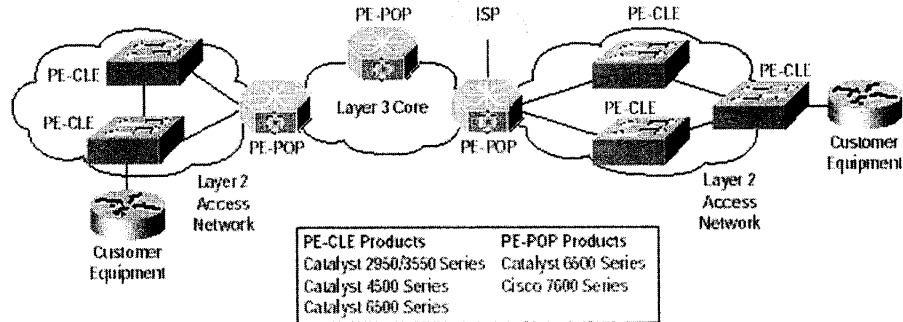 PE-POP
ISP
PE-CLE
PE-CLE
PE-CLE
PE-CLE
PE-CLE
Layer 3 Core
PE-POP
PE-POP
Customer
Equipment
Layer 2
Access
Network
Layer 2
Access
Network
Customer
Equipment
PE-CLE Products
Catalyst 2950/3550 Series
Catalyst 4500 Series
Catalyst 6500 Series
PE-POP Products
Catalyst 6500 Series
Cisco 7600 Series